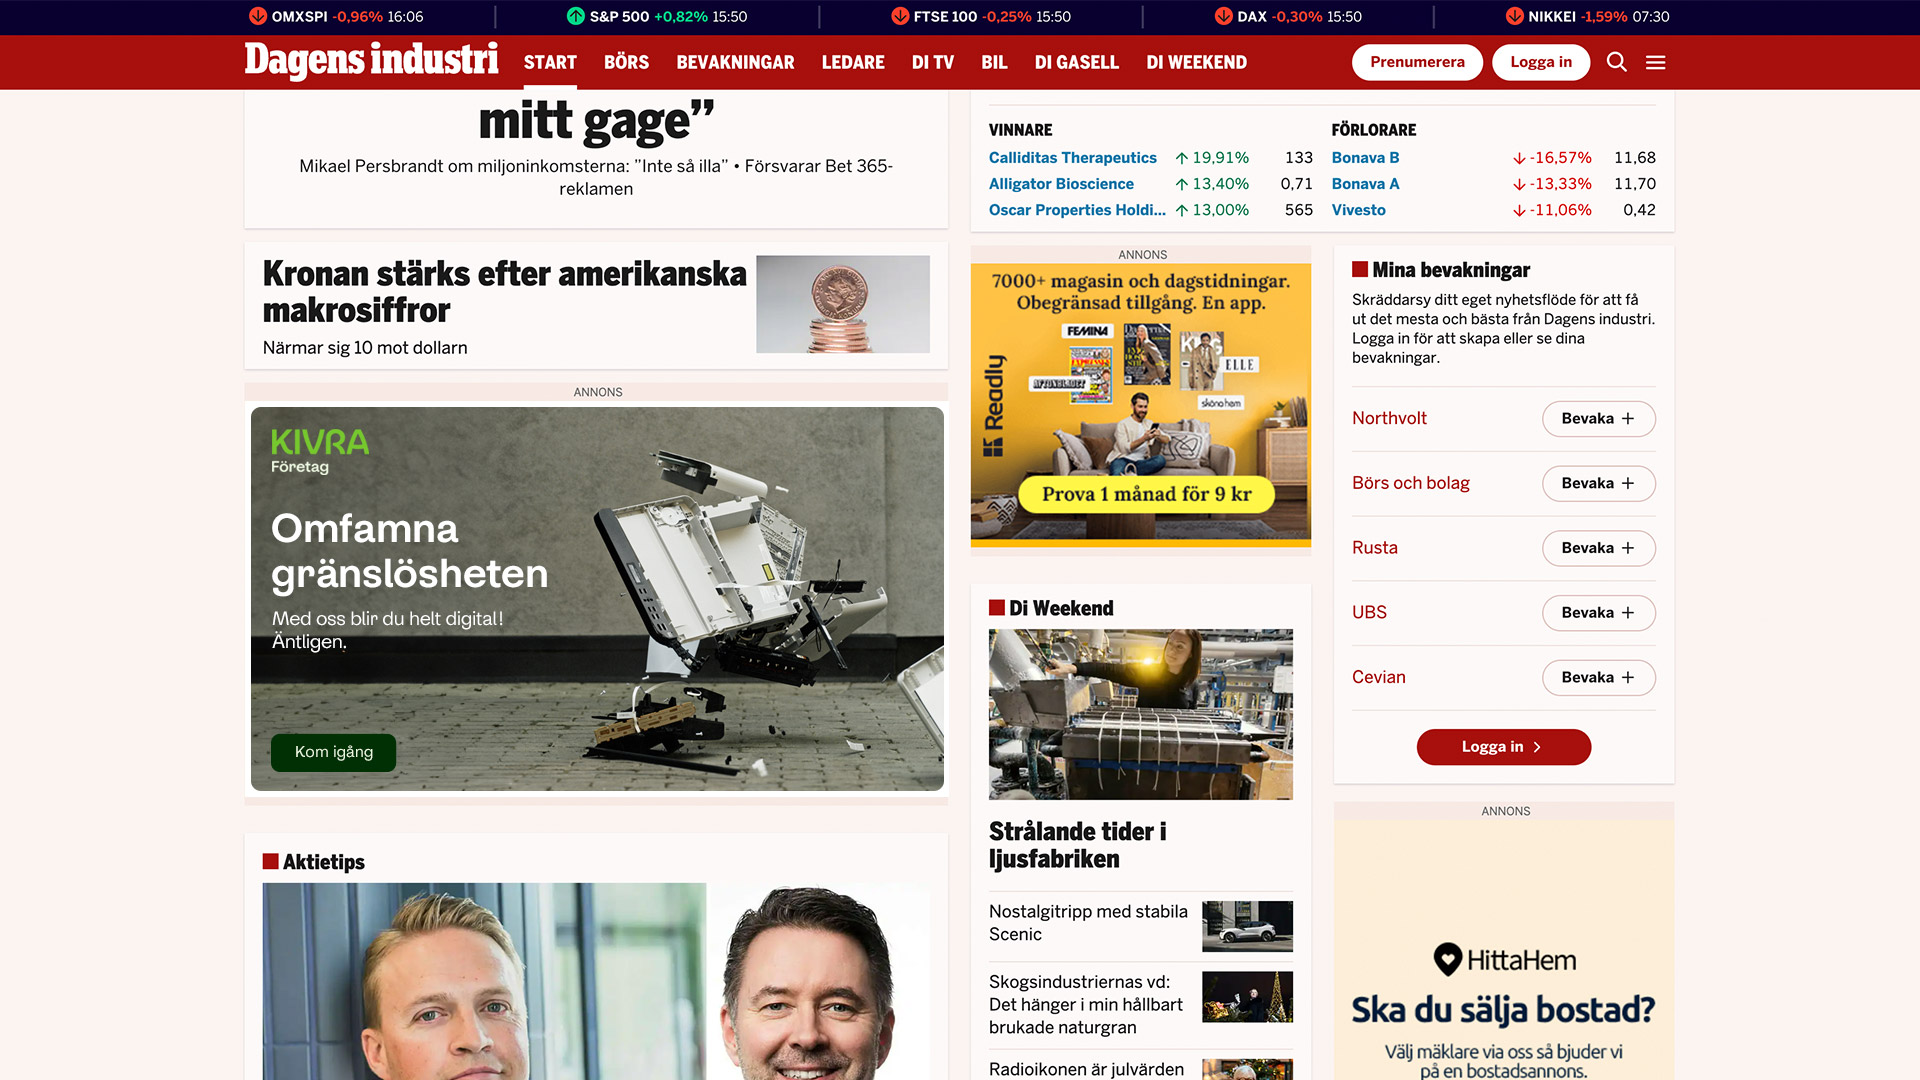 OMXSPI -0,96% 16:06
S&P 500 +0,82% 15:50
FTSE 100 -0,25% 15:50
DAX -0,30% 15:50
NIKKEI -1,59% 07:30
Dagens industri
START BÖRS BEVAKNINGAR LEDARE DI TV BIL DI GASELL DI WEEKEND
Prenumerera
Logga in
mitt gage”
Mikael Persbrandt om miljoninkomsterna: ”Inte så illa” • Försvarar Bet 365-
reklamen
Kronan stärks efter amerikanska
makrosiffror
Närmar sig 10 mot dollarn
ANNONS
KIVRA
Företag
Omfamna
gränslösheten
Med oss blir du helt digital!
Äntligen.
Kom igång
Aktietips
VINNARE
Calliditas Therapeutics 19,91% 133
Alligator Bioscience 13,40% 0,71
Oscar Properties Holdi... 13,00% 565
FÖRLORARE
Bonava B -16,57% 11,68
Bonava A -13,33% 11,70
Vivesto -11,06% 0,42
ANNONS
7000+ magasin och dagstidningar.
Obegränsad tillgång. En app.
FEMINA
AFTONBLADET
ELLE
sköna hem
Readly
Prova 1 månad för 9 kr
Di Weekend
Strålande tider i
ljusfabriken
Nostalgitripp med stabila
Scenic
Skogsindustriernas vd:
Det hänger i min hållbart
brukade naturgran
Radioikonen är julvärden
Mina bevakningar
Skräddarsy ditt eget nyhetsflöde för att få
ut det mesta och bästa från Dagens industri.
Logga in för att skapa eller se dina
bevakningar.
Northvolt Bevaka +
Börs och bolag Bevaka +
Rusta Bevaka +
UBS Bevaka +
Cevian Bevaka +
Logga in
ANNONS
HittaHem
Ska du sälja bostad?
Välj mäklare via oss så bjuder vi
på en bostadsannons.